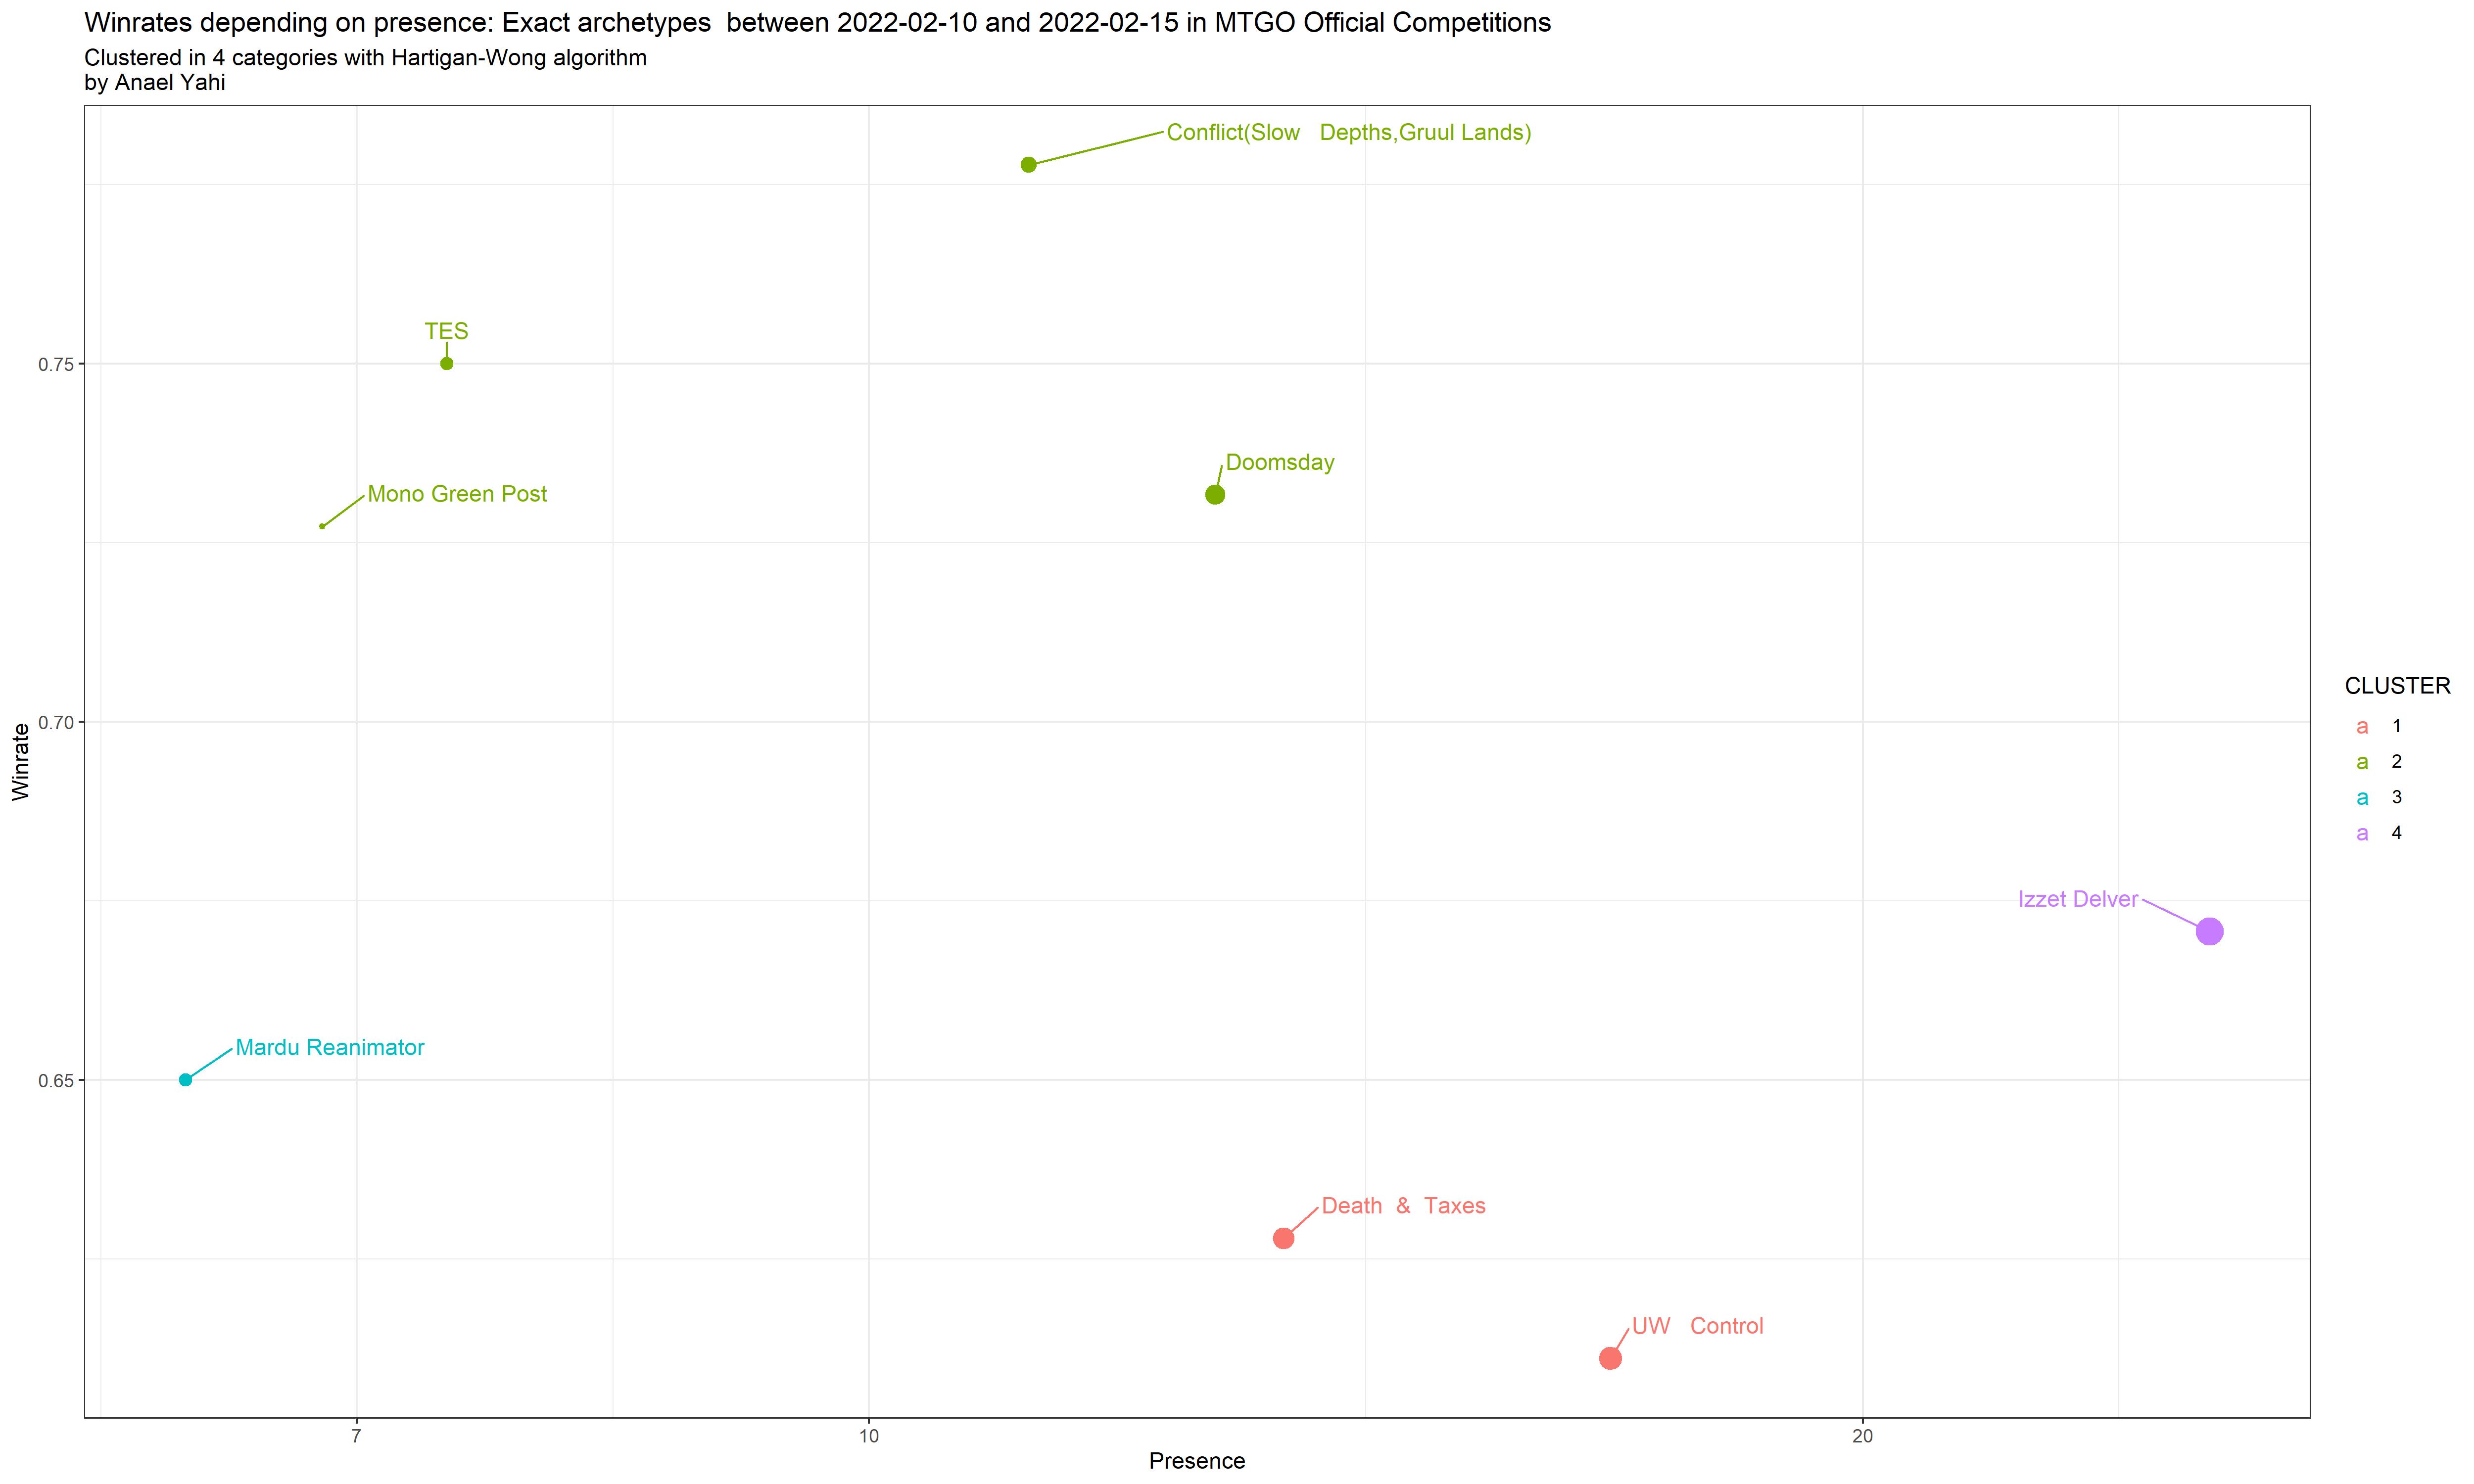 Winrates depending on presence: Exact archetypes  between 2022-02-10 and 2022-02-15 in MTGO Official Competitions
Clustered in 4 categories with Hartigan-Wong algorithm
by Anael Yahi
Conflict(Slow   Depths,Gruul Lands)
TES
0.75
Doomsday
Mono Green Post
0.70
Winrate
CLUSTER
a 1
a 2
a 3
a 4
Izzet Delver
Mardu Reanimator
0.65
Death  &  Taxes
UW   Control
7
10
20
Presence